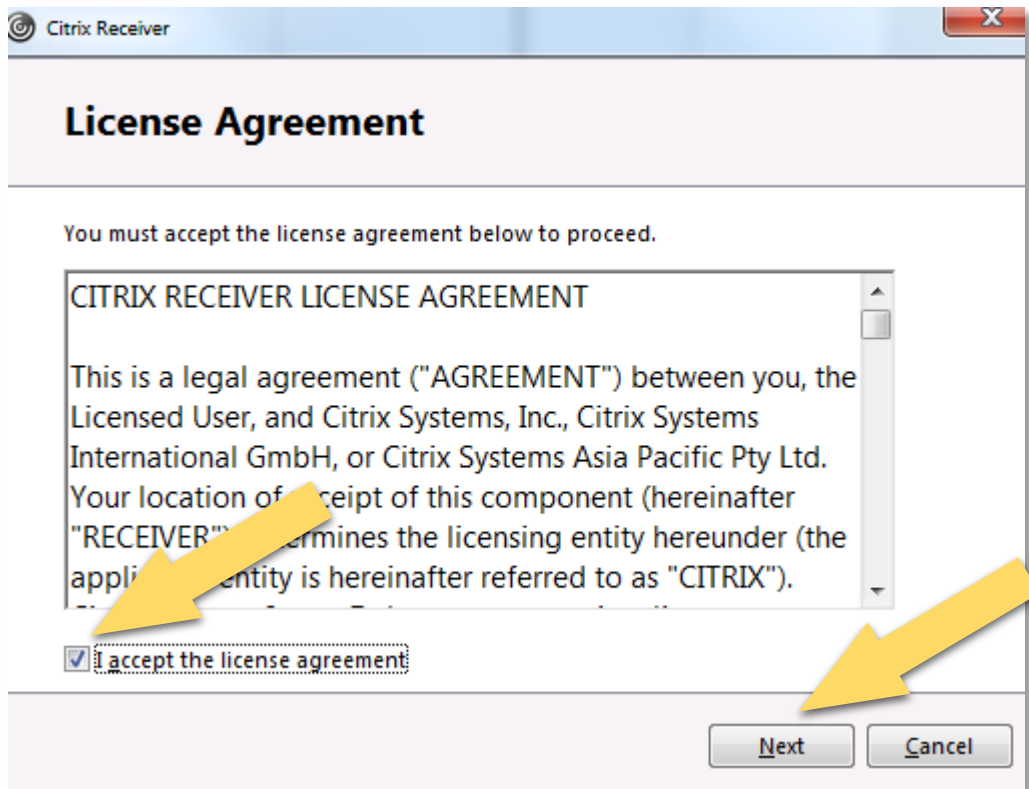 Citrix Receiver
License Agreement
You must accept the license agreement below to proceed.
CITRIX RECEIVER LICENSE AGREEMENT
This is a legal agreement ("AGREEMENT") between you, the
Licensed User, and Citrix Systems, Inc., Citrix Systems
International GmbH, or Citrix Systems Asia Pacific Pty Ltd.
Your location of receipt of this component (hereinafter
"RECEIVER") determines the licensing entity hereunder (the
entity is hereinafter referred to as "CITRIX").
I accept the license agreement
Next
Cancel